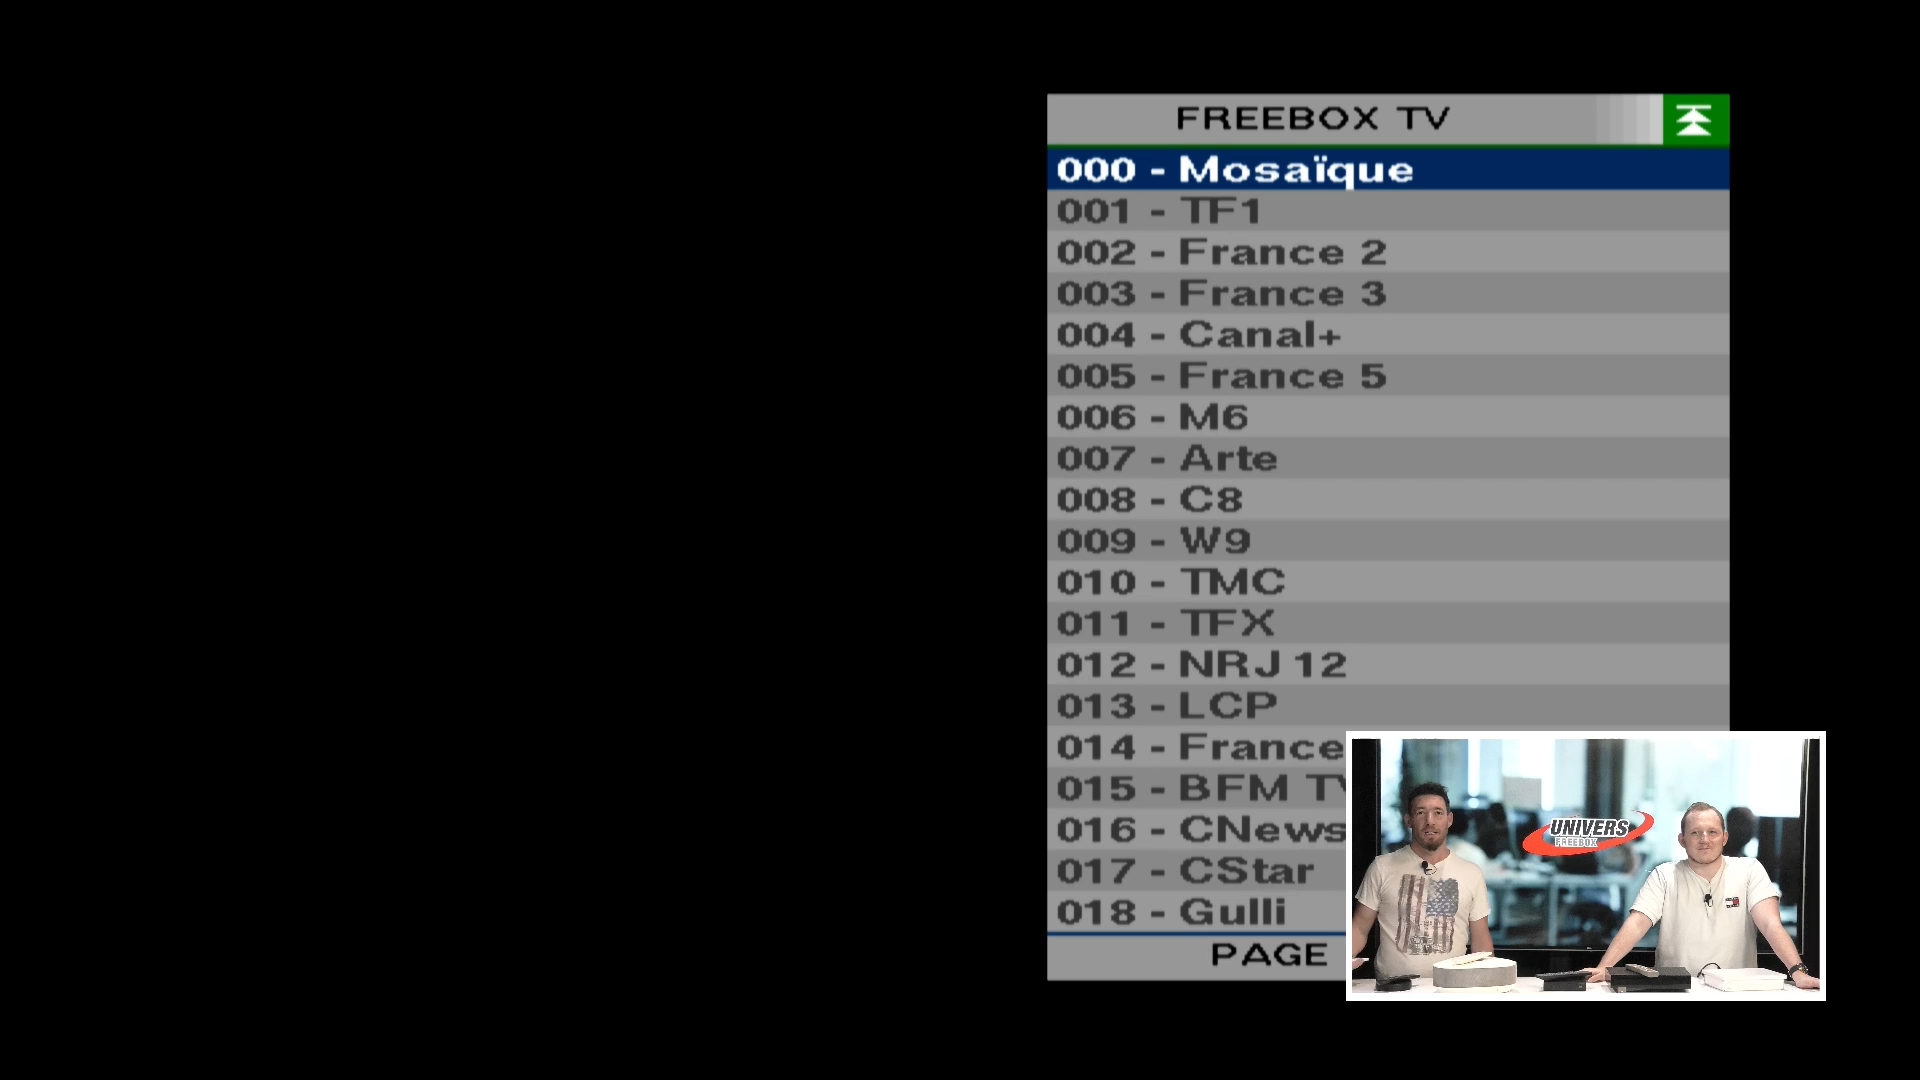 FREEBOX TV
000 - Mosaïque
001 - TF1
002 - France 2
003 - France 3
004 - Canal+
005 - France 5
006 - M6
007 - Arte
008 - C8
009 - W9
010 - TMC
011 - TFX
012 - NRJ 12
013 - LCP
014 - France
015 - BFM
016 - CNews
017 - CStar
018 - Gulli
PAGE
UNIVERS
FREEBOX